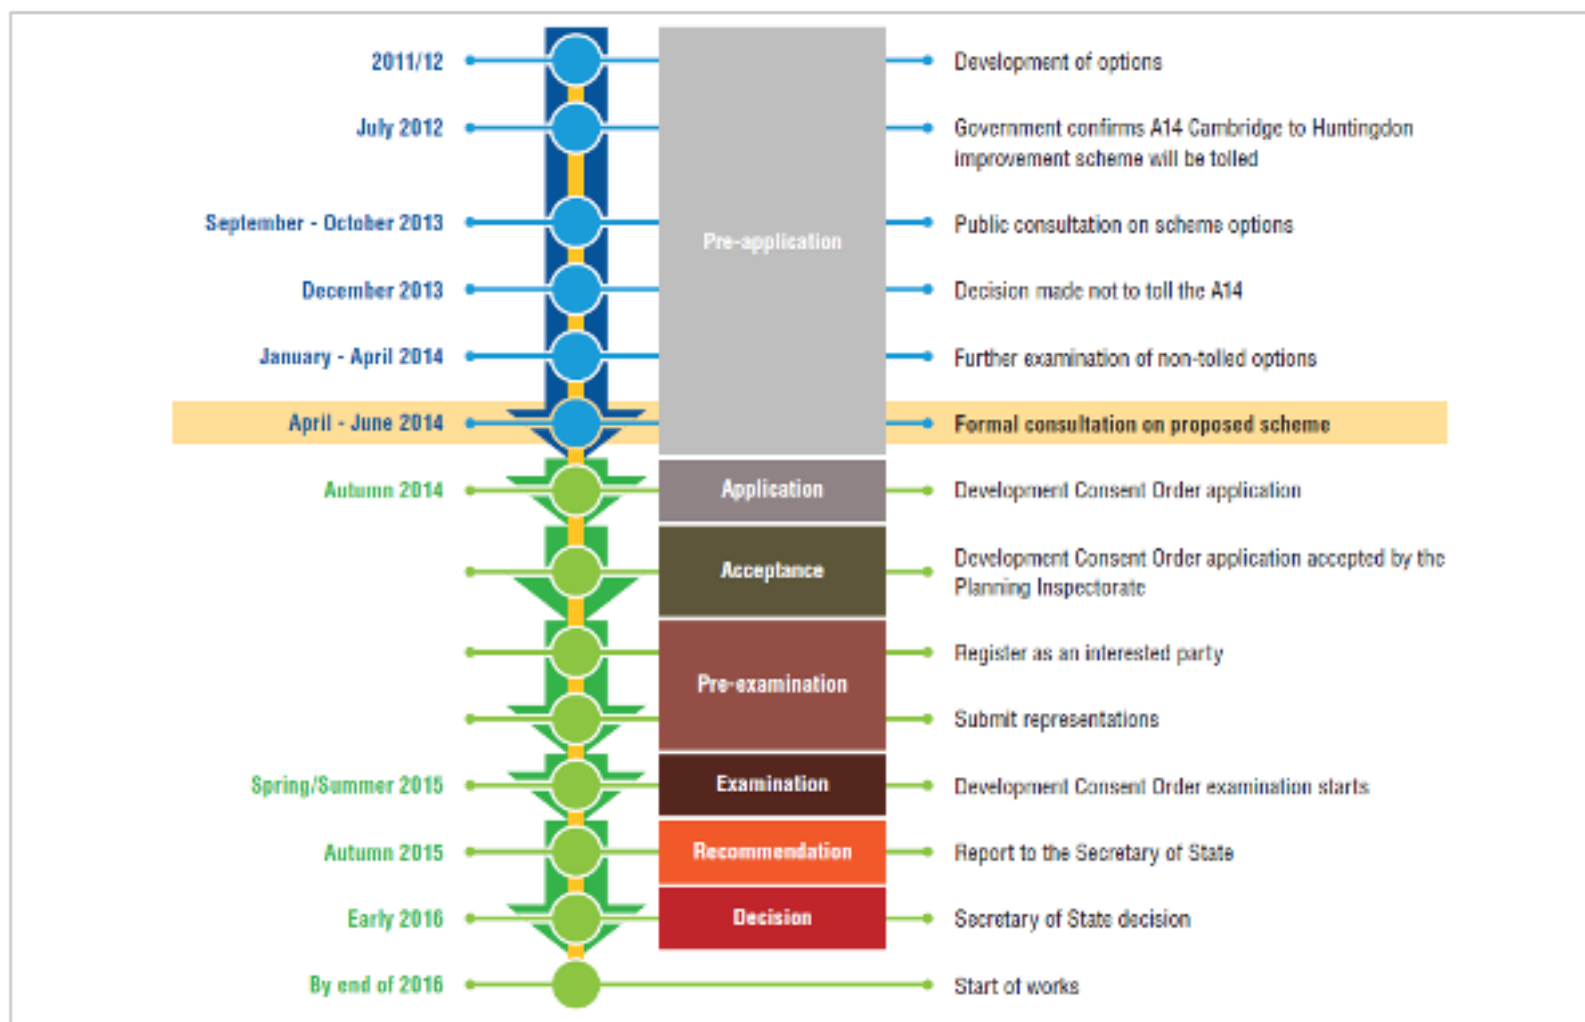 2011/12
Development of options
July 2012
Government confirms A14 Cambridge to Huntingdon
improvement scheme will be tolled
September - October 2013
Public consultation on scheme options
Pre-application
December 2013
Decision made not to toll the A14
January - April 2014
Further examination of non-tolled options
April - June 2014
Formal consultation on proposed scheme
Autumn 2014
Application
Development Consent Order application
Acceptance
Development Consent Order application accepted by the
Planning Inspectorate
Register as an interested party
Pre-examination
Submit representations
Spring/Summer 2015
Examination
Development Consent Order examination starts
Autumn 2015
Recommendation
Report to the Secretary of State
Early 2016
Decision
Secretary of State decision
By end of 2016
Start of works